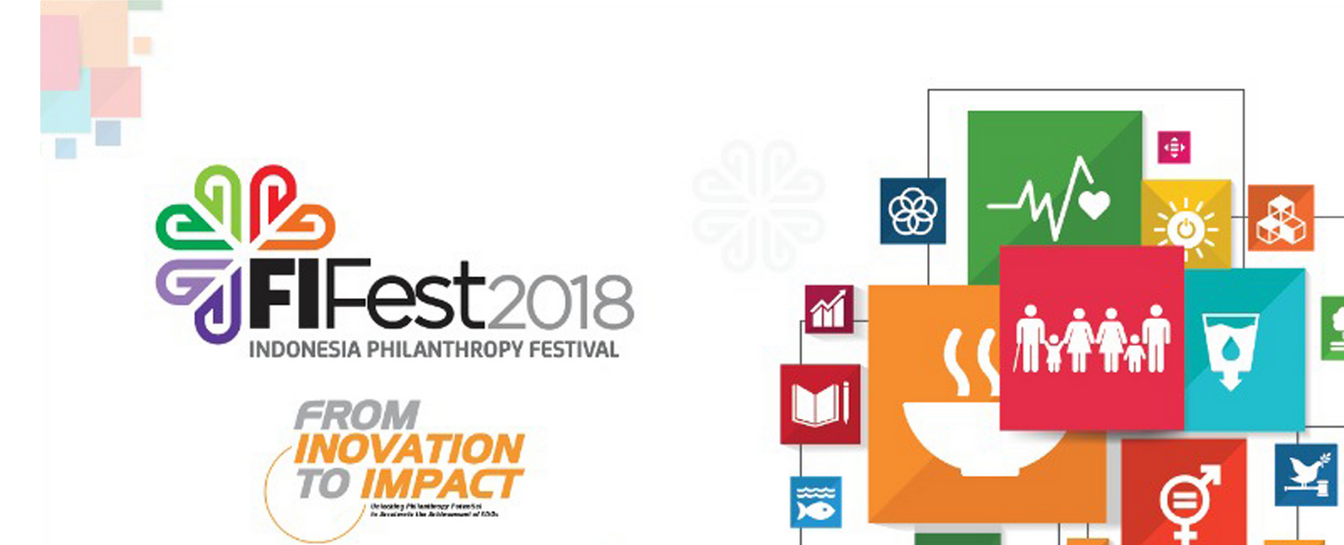 FIFest2018
INDONESIA PHILANTHROPY FESTIVAL
FROM
INOVATION
TO IMPACT
Unlocking Philanthropy Potential
to Accelerate the Achievement of SDGs